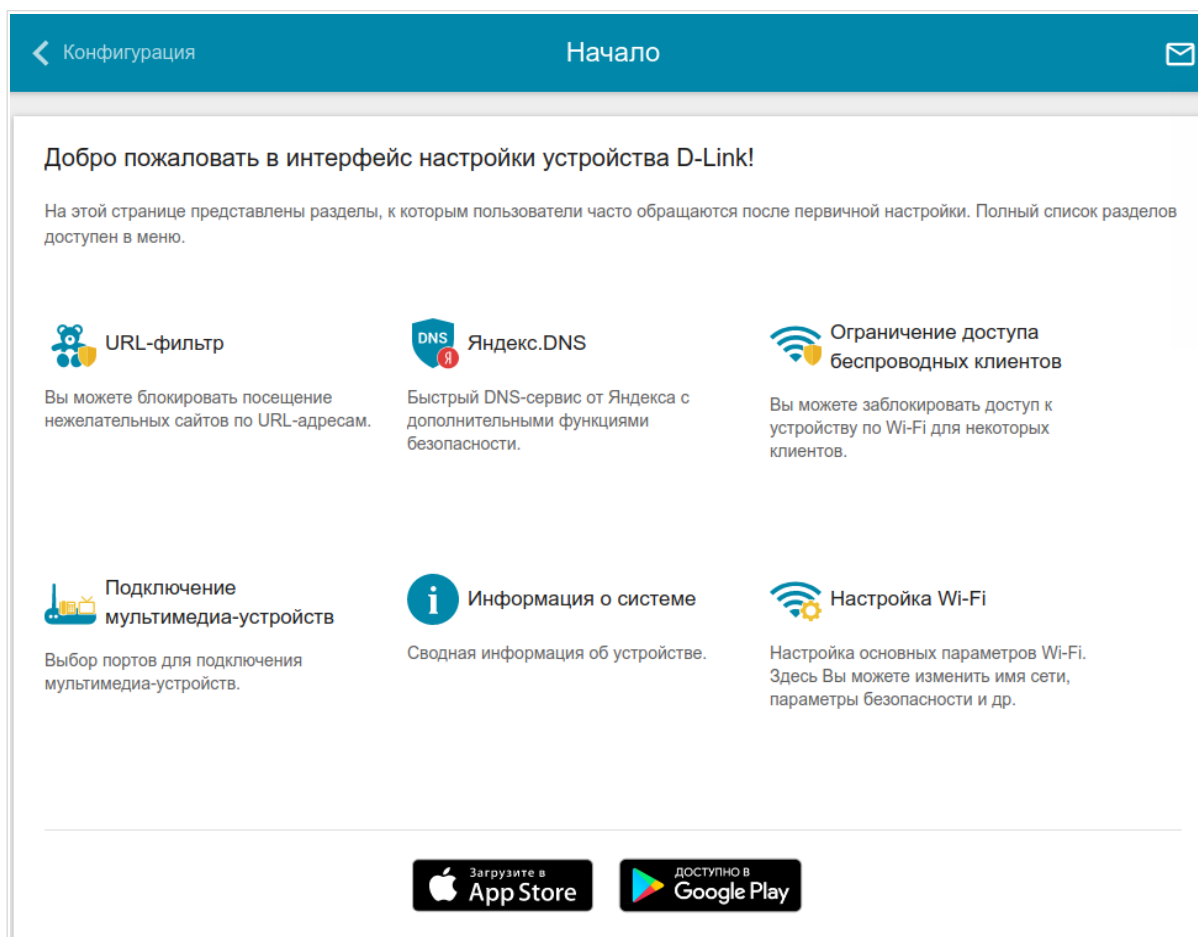 Конфигурация
Начало
Добро пожаловать в интерфейс настройки устройства D-Link!
На этой странице представлены разделы, к которым пользователи часто обращаются после первичной настройки. Полный список разделов
доступен в меню.
URL-фильтр
Вы можете блокировать посещение
нежелательных сайтов по URL-адресам.
DNS
Я
Яндекс.DNS
Быстрый DNS-сервис от Яндекса с
дополнительными функциями
безопасности.
Ограничение доступа
беспроводных клиентов
Вы можете заблокировать доступ к
устройству по Wi-Fi для некоторых
клиентов.
Подключение
мультимедиа-устройств
Выбор портов для подключения
мультимедиа-устройств.
i
Информация о системе
Сводная информация об устройстве.
Настройка Wi-Fi
Настройка основных параметров Wi-Fi.
Здесь Вы можете изменить имя сети,
параметры безопасности и др.
Загрузите в
App Store
ДОСТУПНО В
Google Play